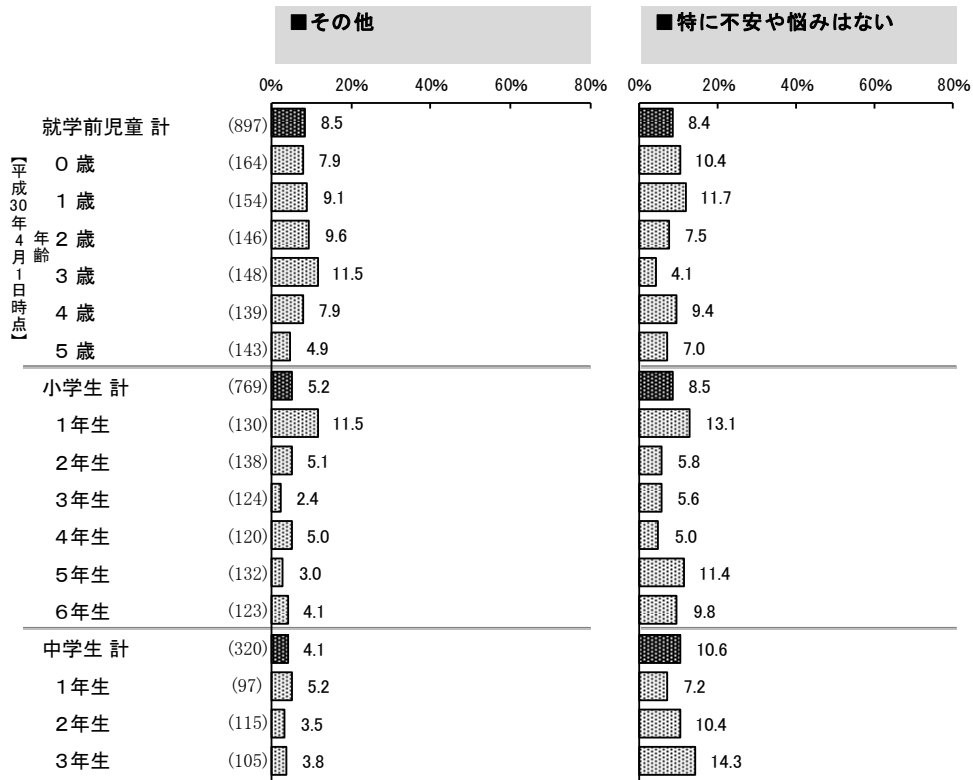 ■その他 ■特に不安や悩みはない
0% 20% 40% 60% 80% 0% 20% 40% 60% 80%
就学前児童 計 (897) 8.5 8.4
【平成30年4月1日時点】
年齢
０歳 (164) 7.9 10.4
１歳 (154) 9.1 11.7
２歳 (146) 9.6 7.5
３歳 (148) 11.5 4.1
４歳 (139) 7.9 9.4
５歳 (143) 4.9 7.0
小学生 計 (769) 5.2 8.5
１年生 (130) 11.5 13.1
２年生 (138) 5.1 5.8
３年生 (124) 2.4 5.6
４年生 (120) 5.0 5.0
５年生 (132) 3.0 11.4
６年生 (123) 4.1 9.8
中学生 計 (320) 4.1 10.6
１年生 (97) 5.2 7.2
２年生 (115) 3.5 10.4
３年生 (105) 3.8 14.3